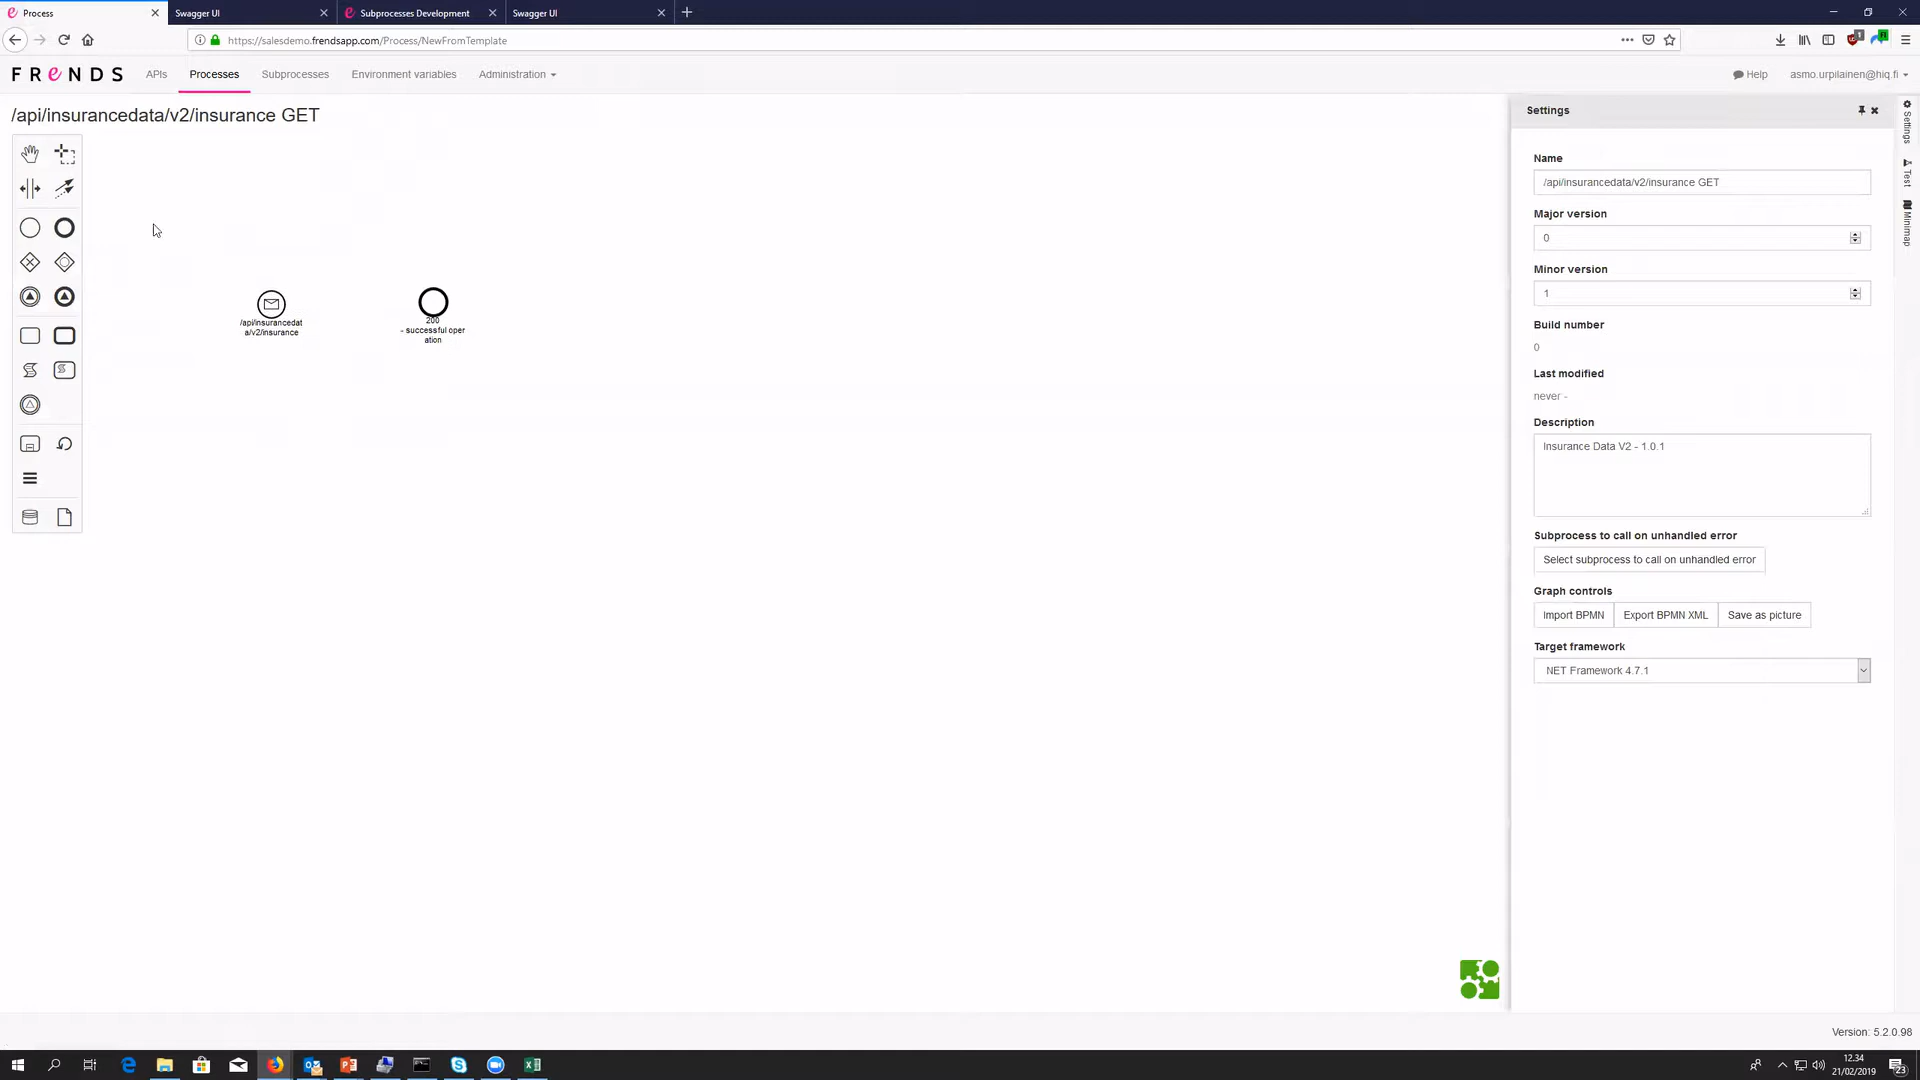 Process
Swagger UI
Subprocesses Development
Swagger UI
https://salesdemo.frendsapp.com/Process/NewFromTemplate
FRENDS
APIs
Processes
Subprocesses
Environment variables
Administration
Help
asmo.urpilainen@hiq.fi
/api/insurancedata/v2/insurance GET
/api/insurancedat
a/v2/insurance
200
- successful oper
ation
Settings
Name
/api/insurancedata/v2/insurance GET
Major version
0
Minor version
1
Build number
0
Last modified
never -
Description
Insurance Data V2 - 1.0.1
Subprocess to call on unhandled error
Select subprocess to call on unhandled error
Graph controls
Import BPMN
Export BPMN XML
Save as picture
Target framework
NET Framework 4.7.1
Settings
Test
Minimap
Version: 5.2.0.98
12.34
21/02/2019
23